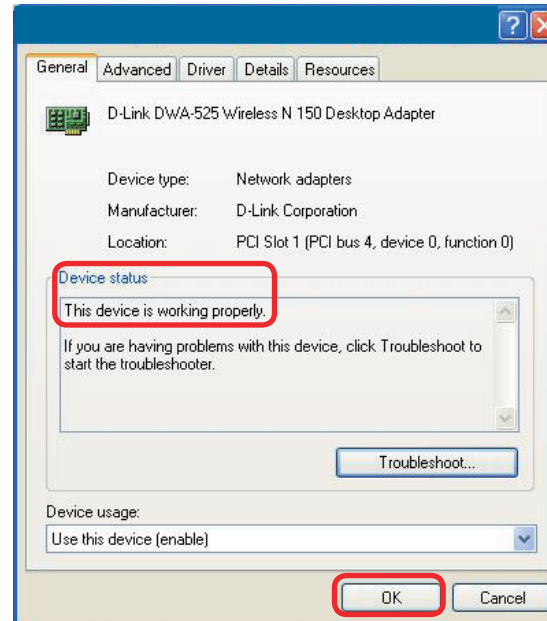 General Advanced Driver Details Resources
D-Link DWA-525 Wireless N 150 Desktop Adapter
Device type: Network adapters
Manufacturer: D-Link Corporation
Location: PCI Slot 1 (PCI bus 4, device 0, function 0)
Device status
This device is working properly.
If you are having problems with this device, click Troubleshoot to
start the troubleshooter.
Troubleshoot...
Device usage:
Use this device (enable)
OK Cancel